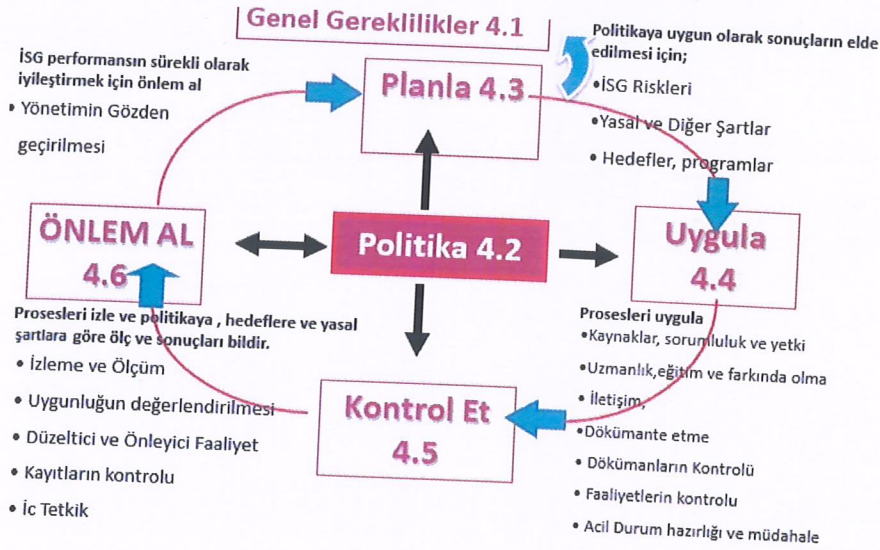 Genel Gereklilikler 4.1
Politikaya uygun olarak sonuçların elde
edilmesi için;
•İSG Riskleri
•Yasal ve Diğer Şartlar
• Hedefler, programlar
İSG performansın sürekli olarak
iyileştirmek için önlem al
• Yönetimin Gözden
geçirilmesi
Planla 4.3
ÖNLEM AL
4.6
Politika 4.2
Uygula
4.4
Prosesleri izle ve politikaya , hedeflere ve yasal
şartlara göre ölç ve sonuçları bildir.
• İzleme ve Ölçüm
• Uygunluğun değerlendirilmesi
• Düzeltici ve Önleyici Faaliyet
• Kayıtların kontrolu
• İc Tetkik
Kontrol Et
4.5
Prosesleri uygula
•Kaynaklar, sorumluluk ve yetki
•Uzmanlık,eğitim ve farkında olma
• İletişim,
•Dökümante etme
• Dökümanların Kontrolü
• Faaliyetlerin kontrolu
• Acil Durum hazırlığı ve müdahale